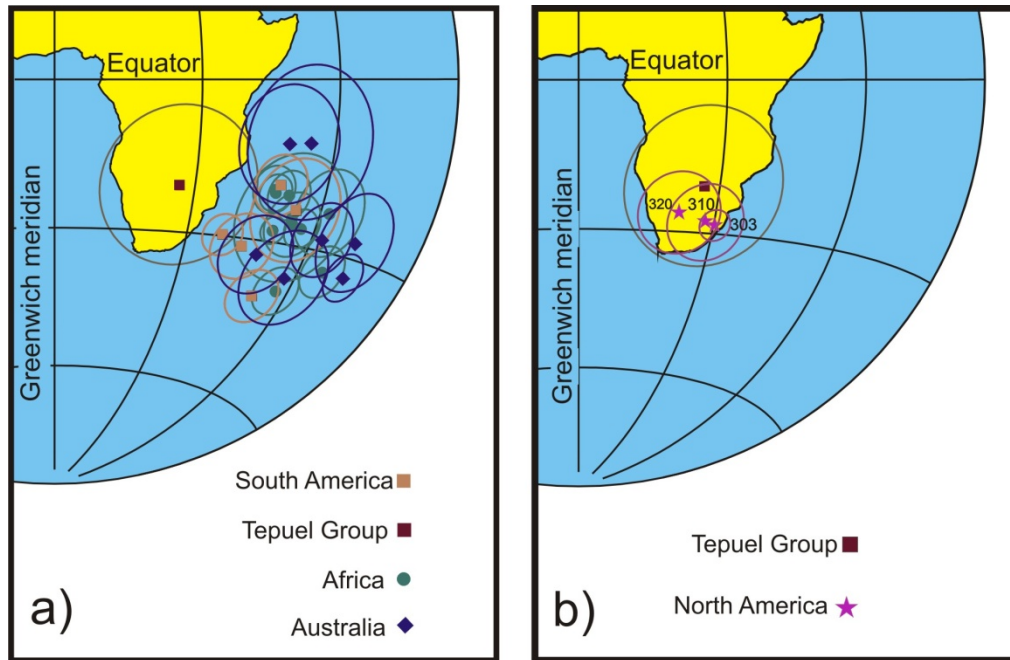 Equator
Greenwich meridian
South America
Tepuel Group
Africa
Australia
a)
Equator
Greenwich meridian
320
310
303
Tepuel Group
North America
b)